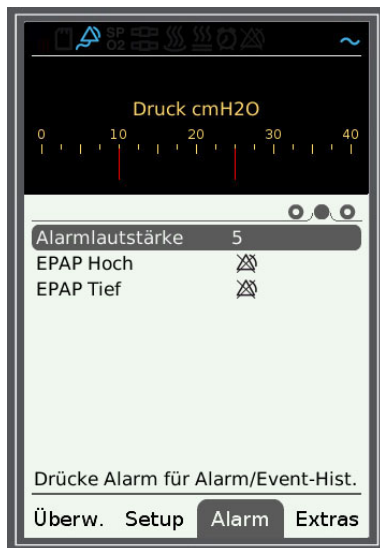 SP
O2
Druck cmH2O
0 10 20 30 40
Alarmlautstärke 5
EPAP Hoch
EPAP Tief
Drücke Alarm für Alarm/Event-Hist.
Überw. Setup Alarm Extras